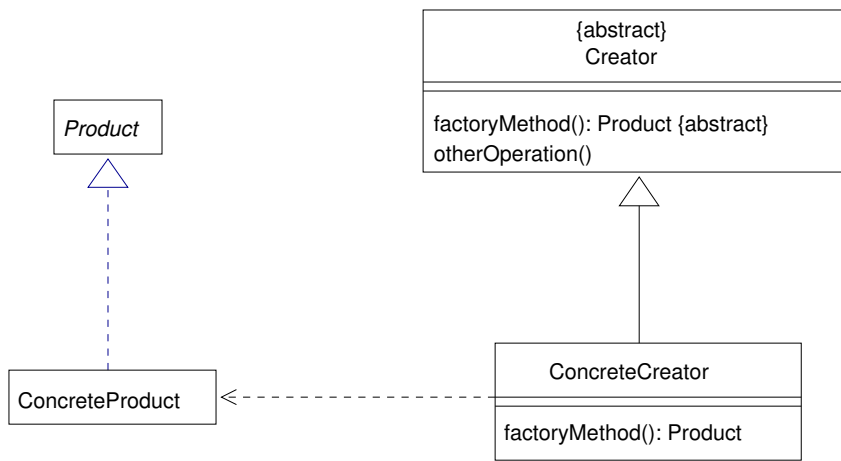 {abstract}
Creator
Product
factoryMethod(): Product {abstract}
otherOperation()
ConcreteProduct
ConcreteCreator
factoryMethod(): Product